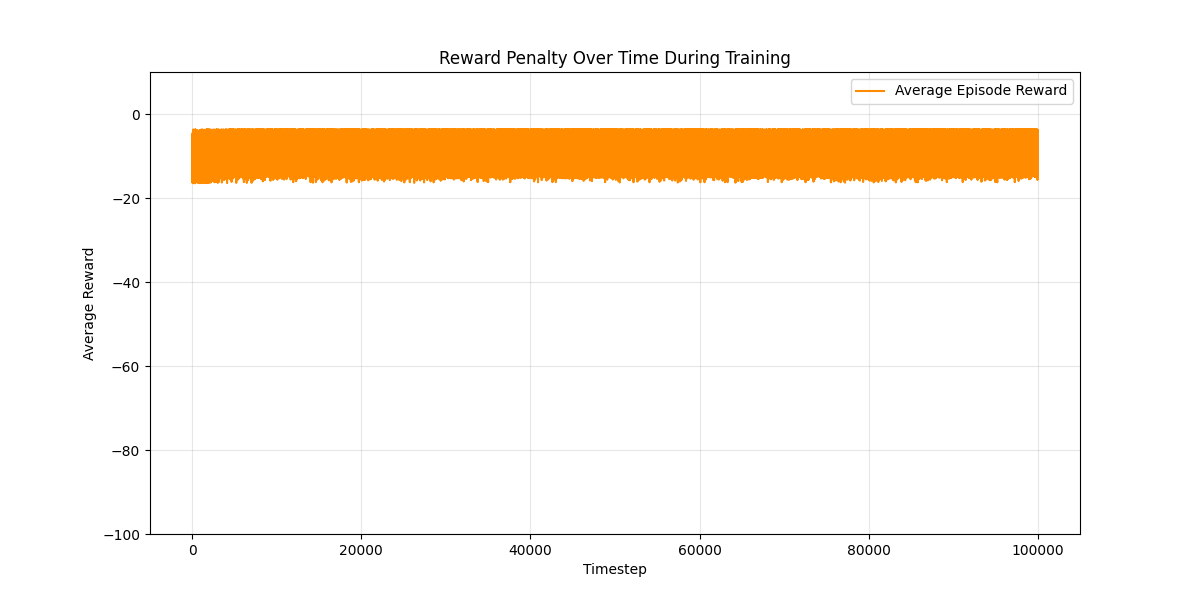 Reward Penalty Over Time During Training
Average Episode Reward
Average Reward
0
−20
−40
−60
−80
−100
0 20000 40000 60000 80000 100000
Timestep